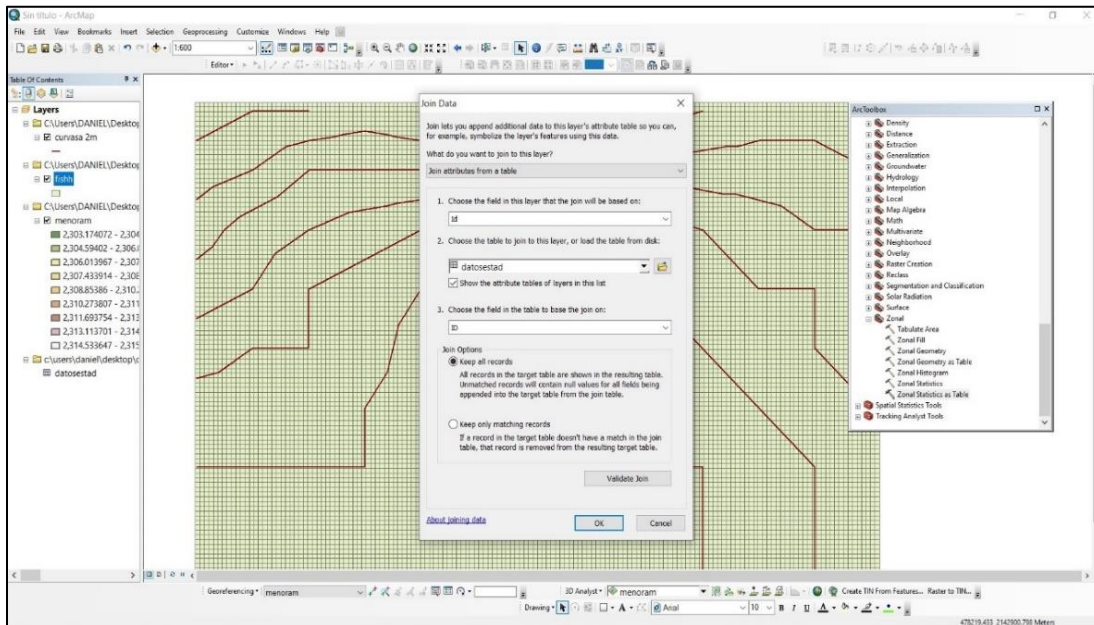 Sin título - ArcMap
File Edit View Bookmarks Insert Selection Geoprocessing Customize Windows Help
1:600
Editor
Table Of Contents
Layers
C:\Users\DANIEL\Desktop
curvasa 2m
C:\Users\DANIEL\Desktop
fishh
C:\Users\DANIEL\Desktop
menoram
2,303.174072 - 2,304
2,304.59402 - 2,306.
2,306.013967 - 2,307
2,307.433914 - 2,308
2,308.85386 - 2,310.
2,310.273807 - 2,311
2,311.693754 - 2,313
2,313.113701 - 2,314
2,314.533647 - 2,315
c:\users\daniel\desktop\
datosestad
Join Data
Join lets you append additional data to this layer's attribute table so you can,
for example, symbolize the layer's features using this data.
What do you want to join to this layer?
Join attributes from a table
1. Choose the field in this layer that the join will be based on:
Id
2. Choose the table to join to this layer, or load the table from disk:
datosestad
Show the attribute tables of layers in this list
3. Choose the field in the table to base the join on:
ID
Join Options
Keep all records
All records in the target table are shown in the resulting table.
Unmatched records will contain null values for all fields being
appended into the target table from the join table.
Keep only matching records
If a record in the target table doesn't have a match in the join
table, that record is removed from the resulting target table.
Validate Join
About joining data
OK Cancel
ArcToolbox
Density
Distance
Extraction
Generalization
Groundwater
Hydrology
Interpolation
Local
Map Algebra
Math
Multivariate
Neighborhood
Overlay
Raster Creation
Reclass
Segmentation and Classification
Solar Radiation
Surface
Zonal
Tabulate Area
Zonal Fill
Zonal Geometry
Zonal Geometry as Table
Zonal Histogram
Zonal Statistics
Zonal Statistics as Table
Spatial Statistics Tools
Tracking Analyst Tools
Georeferencing menoram 3D Analyst menoram Create TIN From Features... Raster to TIN...
Drawing A Arial 10 B I U A
478219.433 2142900.798 Meters